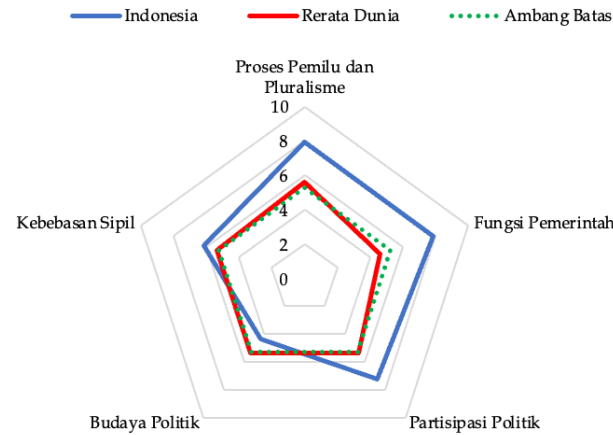 Indonesia
Rerata Dunia
Ambang Batas
Proses Pemilu dan
Pluralisme
10
8
6
4
2
0
Kebebasan Sipil
Fungsi Pemerintah
Budaya Politik
Partisipasi Politik